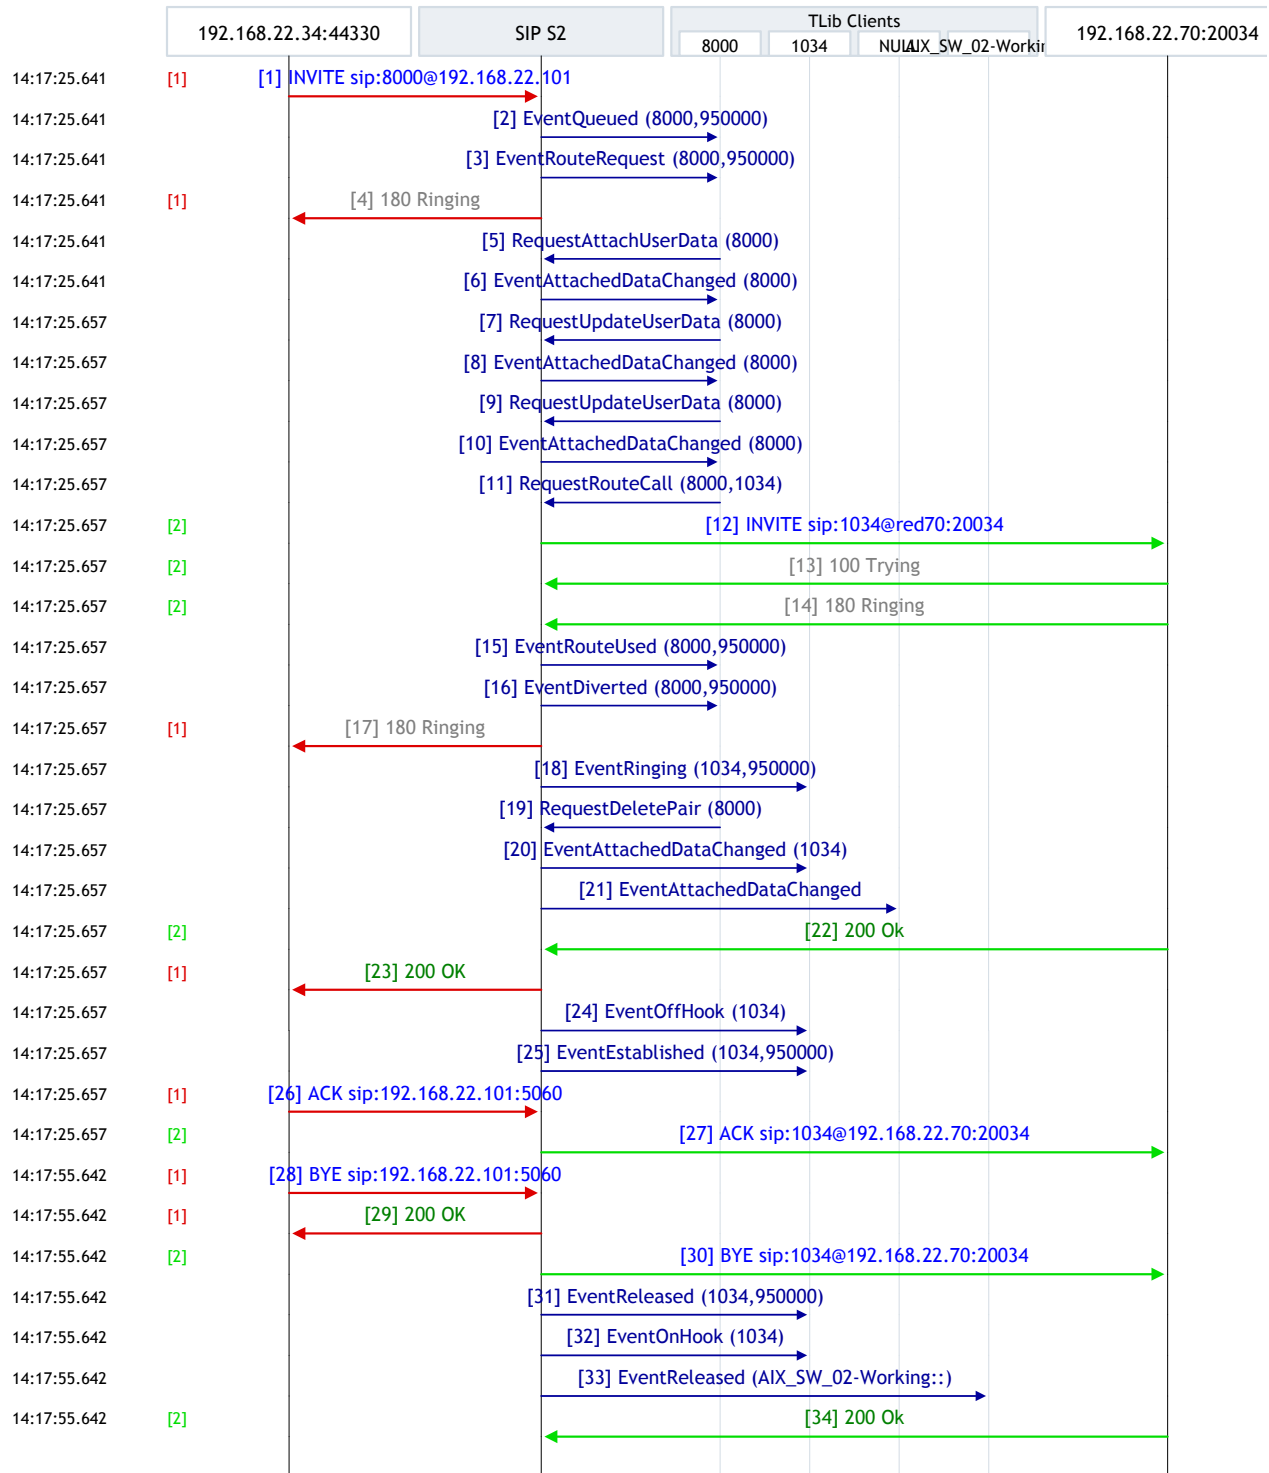 192.168.22.34:44330
SIP S2
TLib Clients
8000
1034
NULL
AIX_SW_02-Workin
192.168.22.70:20034
14:17:25.641 [1] [1] INVITE sip:8000@192.168.22.101
14:17:25.641 [2] EventQueued (8000,950000)
14:17:25.641 [3] EventRouteRequest (8000,950000)
14:17:25.641 [1] [4] 180 Ringing
14:17:25.641 [5] RequestAttachUserData (8000)
14:17:25.641 [6] EventAttachedDataChanged (8000)
14:17:25.657 [7] RequestUpdateUserData (8000)
14:17:25.657 [8] EventAttachedDataChanged (8000)
14:17:25.657 [9] RequestUpdateUserData (8000)
14:17:25.657 [10] EventAttachedDataChanged (8000)
14:17:25.657 [11] RequestRouteCall (8000,1034)
14:17:25.657 [2] [12] INVITE sip:1034@red70:20034
14:17:25.657 [2] [13] 100 Trying
14:17:25.657 [2] [14] 180 Ringing
14:17:25.657 [15] EventRouteUsed (8000,950000)
14:17:25.657 [16] EventDiverted (8000,950000)
14:17:25.657 [1] [17] 180 Ringing
14:17:25.657 [18] EventRinging (1034,950000)
14:17:25.657 [19] RequestDeletePair (8000)
14:17:25.657 [20] EventAttachedDataChanged (1034)
14:17:25.657 [21] EventAttachedDataChanged
14:17:25.657 [2] [22] 200 Ok
14:17:25.657 [1] [23] 200 OK
14:17:25.657 [24] EventOffHook (1034)
14:17:25.657 [25] EventEstablished (1034,950000)
14:17:25.657 [1] [26] ACK sip:192.168.22.101:5060
14:17:25.657 [2] [27] ACK sip:1034@192.168.22.70:20034
14:17:55.642 [1] [28] BYE sip:192.168.22.101:5060
14:17:55.642 [1] [29] 200 OK
14:17:55.642 [2] [30] BYE sip:1034@192.168.22.70:20034
14:17:55.642 [31] EventReleased (1034,950000)
14:17:55.642 [32] EventOnHook (1034)
14:17:55.642 [33] EventReleased (AIX_SW_02-Working::)
14:17:55.642 [2] [34] 200 Ok